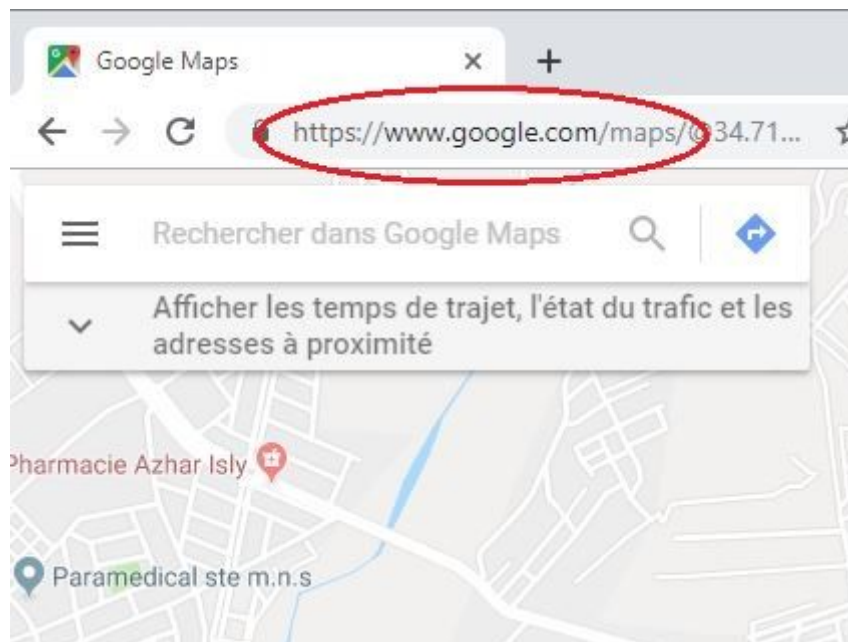 Google Maps
https://www.google.com/maps/@34.71...
Rechercher dans Google Maps
Afficher les temps de trajet, l'état du trafic et les
adresses à proximité
Pharmacie Azhar Isly
Paramedical ste m.n.s